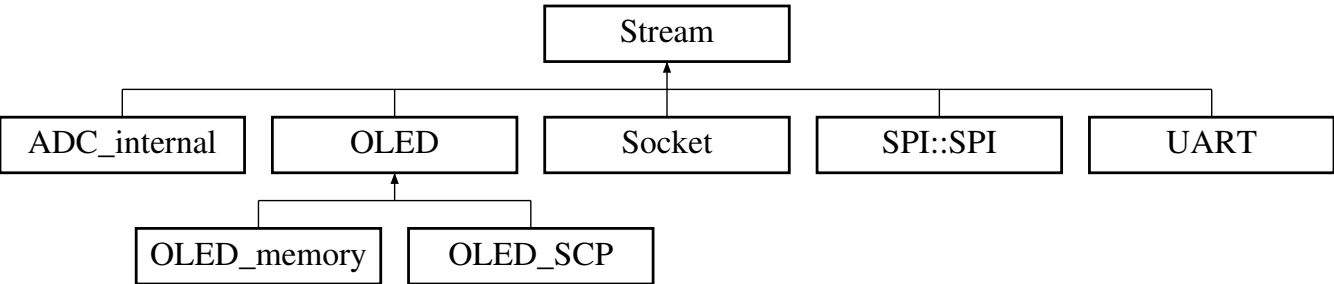 Stream
ADC_internal OLED Socket SPI::SPI UART
OLED_memory OLED_SCP